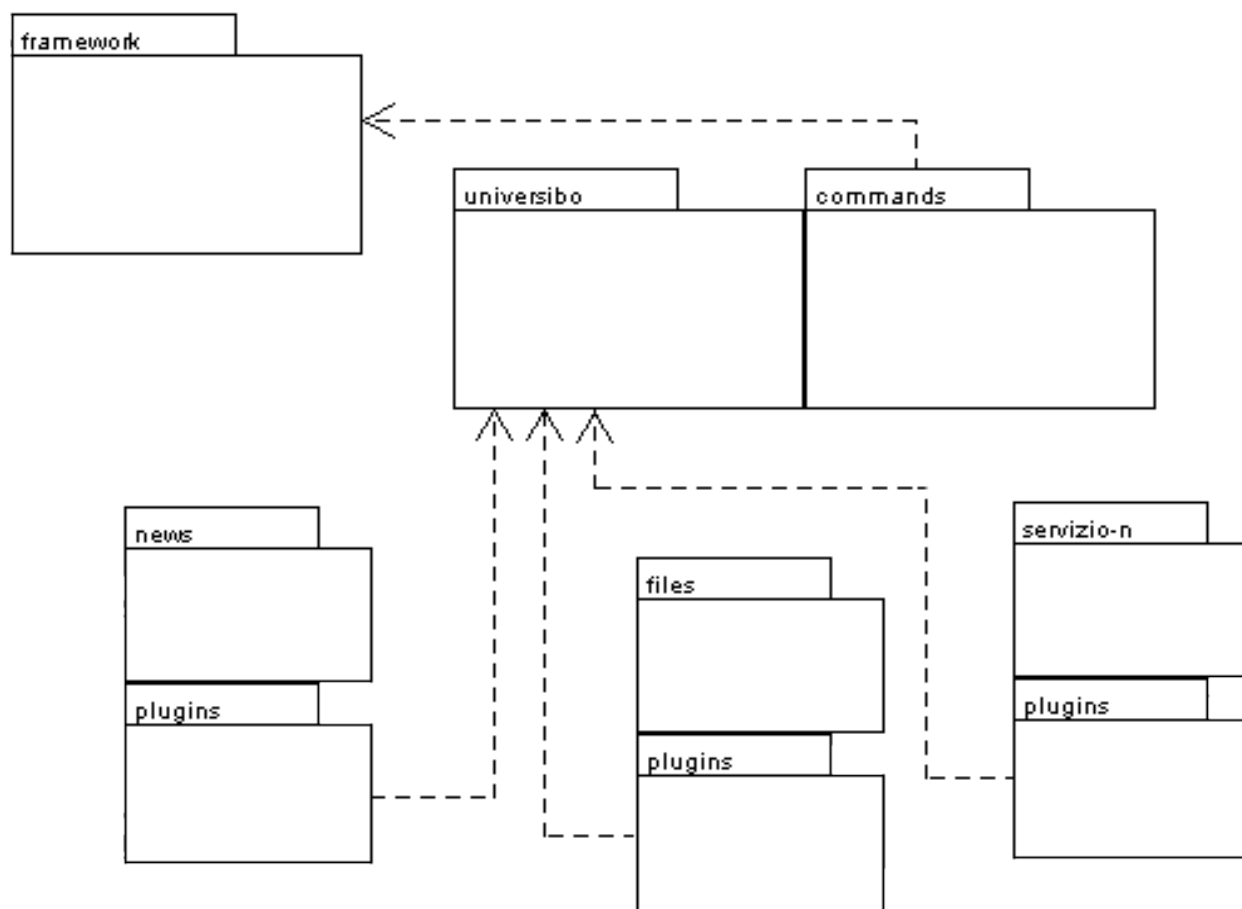 framework
universibo
commands
news
servizio-n
files
plugins
plugins
plugins